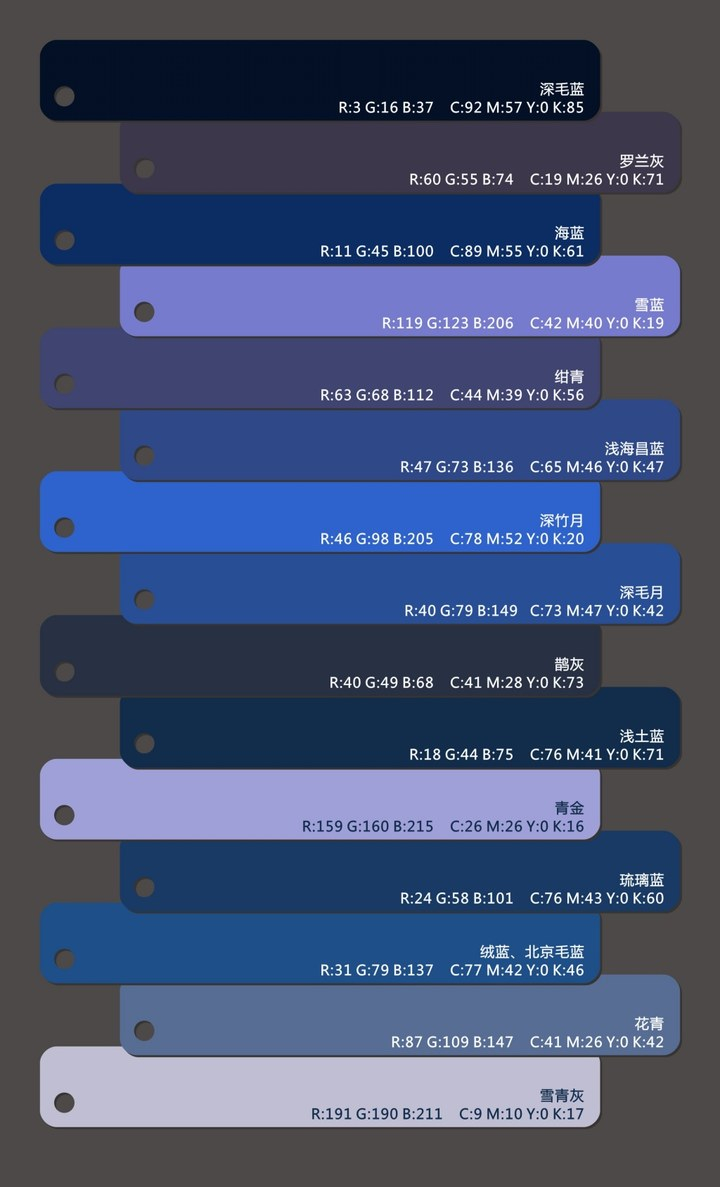 深毛蓝
R:3 G:16 B:37 C:92 M:57 Y:0 K:85
罗兰灰
R:60 G:55 B:74 C:19 M:26 Y:0 K:71
海蓝
R:11 G:45 B:100 C:89 M:55 Y:0 K:61
雪蓝
R:119 G:123 B:206 C:42 M:40 Y:0 K:19
绀青
R:63 G:68 B:112 C:44 M:39 Y:0 K:56
浅海昌蓝
R:47 G:73 B:136 C:65 M:46 Y:0 K:47
深竹月
R:46 G:98 B:205 C:78 M:52 Y:0 K:20
深毛月
R:40 G:79 B:149 C:73 M:47 Y:0 K:42
鹊灰
R:40 G:49 B:68 C:41 M:28 Y:0 K:73
浅土蓝
R:18 G:44 B:75 C:76 M:41 Y:0 K:71
青金
R:159 G:160 B:215 C:26 M:26 Y:0 K:16
琉璃蓝
R:24 G:58 B:101 C:76 M:43 Y:0 K:60
绒蓝、北京毛蓝
R:31 G:79 B:137 C:77 M:42 Y:0 K:46
花青
R:87 G:109 B:147 C:41 M:26 Y:0 K:42
雪青灰
R:191 G:190 B:211 C:9 M:10 Y:0 K:17